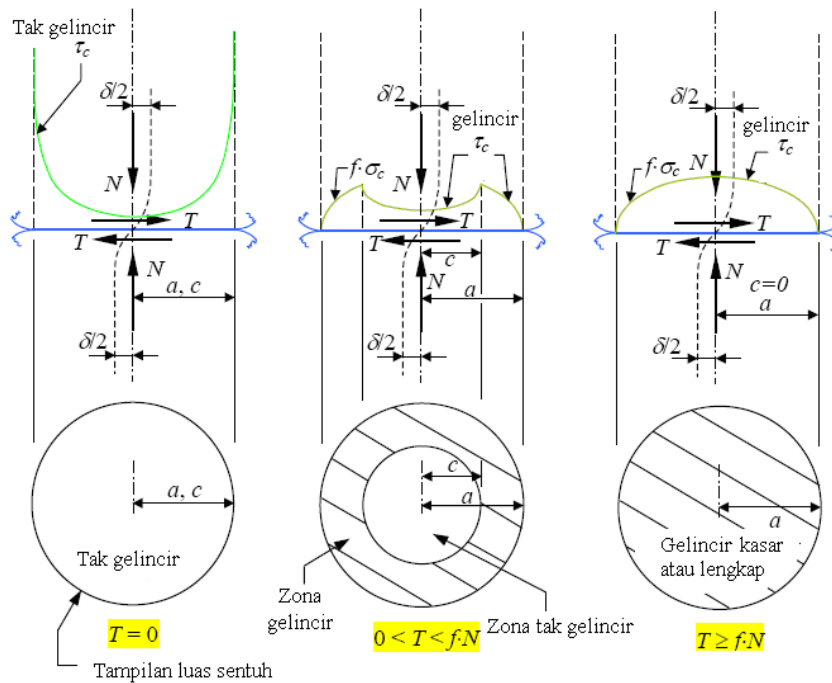 Tak gelincir
τc
δ/2
N
T
T
N
a, c
δ/2
a, c
Tak gelincir
T = 0
Tampilan luas sentuh
δ/2
gelincir
τc
f·σc
N
T
T
c
N
a
δ/2
c
a
Zona gelincir
Zona tak gelincir
0 < T < f·N
δ/2
gelincir
τc
f·σc
N
T
T
N
c=0
a
δ/2
a
Gelincir kasar
atau lengkap
T ≥ f·N